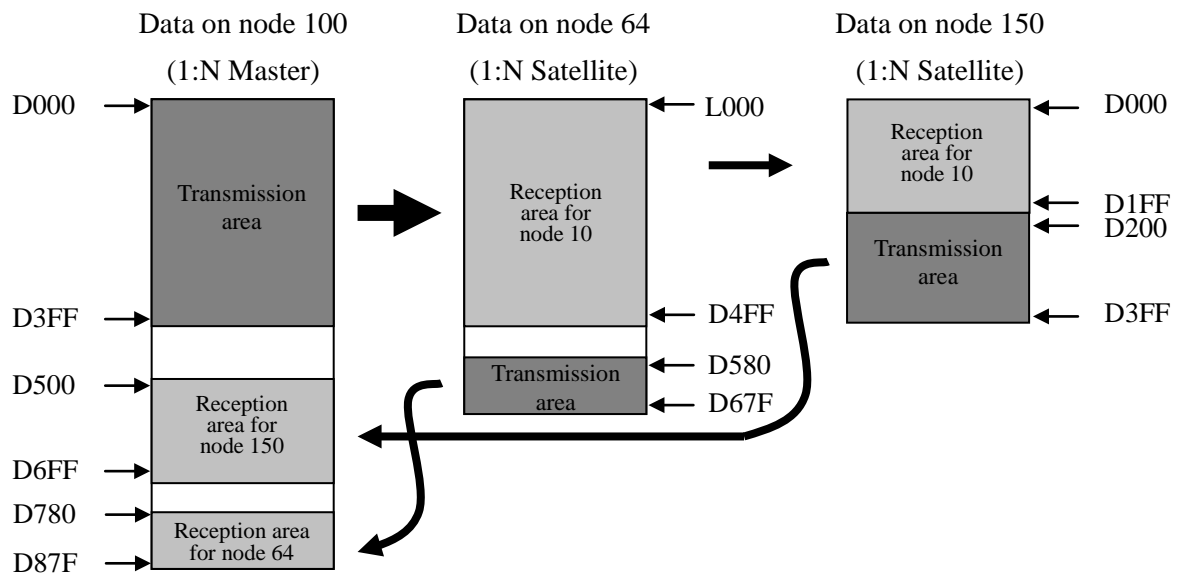 Data on node 100
(1:N Master)
D000
Transmission
area
D3FF
D500
Reception
area for
node 150
D6FF
D780
Reception area
for node 64
D87F
Data on node 64
(1:N Satellite)
L000
Reception
area for
node 10
D4FF
D580
Transmission
area
D67F
Data on node 150
(1:N Satellite)
D000
Reception
area for
node 10
D1FF
D200
Transmission
area
D3FF